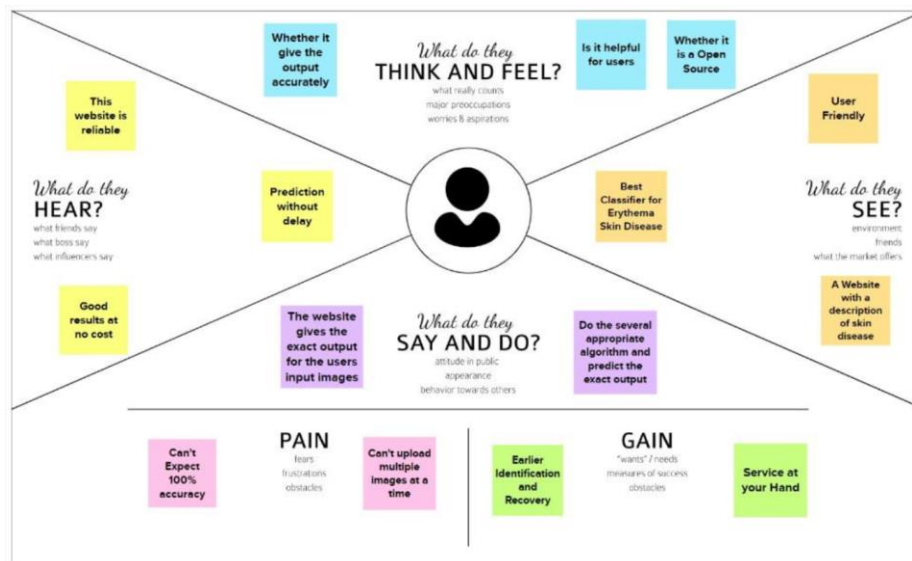 Whether it
give the
output
accurately
What do they
THINK AND FEEL?
what really counts
major preoccupations
worries & aspirations
Is it helpful
for users
Whether it
is a Open
Source
This
website is
reliable
User
Friendly
What do they
HEAR?
what friends say
what boss say
what influencers say
Prediction
without
delay
Best
Classifier for
Erythema
Skin Disease
What do they
SEE?
environment
friends
what the market offers
Good
results at
no cost
The website
gives the
exact output
for the users
input images
What do they
SAY AND DO?
attitude in public
appearance
behavior towards others
Do the several
appropriate
algorithm and
predict the
exact output
A Website
with a
description
of skin
disease
Can't
Expect
100%
accuracy
PAIN
fears
frustrations
obstacles
Can't upload
multiple
images at a
time
Earlier
Identification
and
Recovery
GAIN
"wants" / needs
measures of success
obstacles
Service at
your Hand